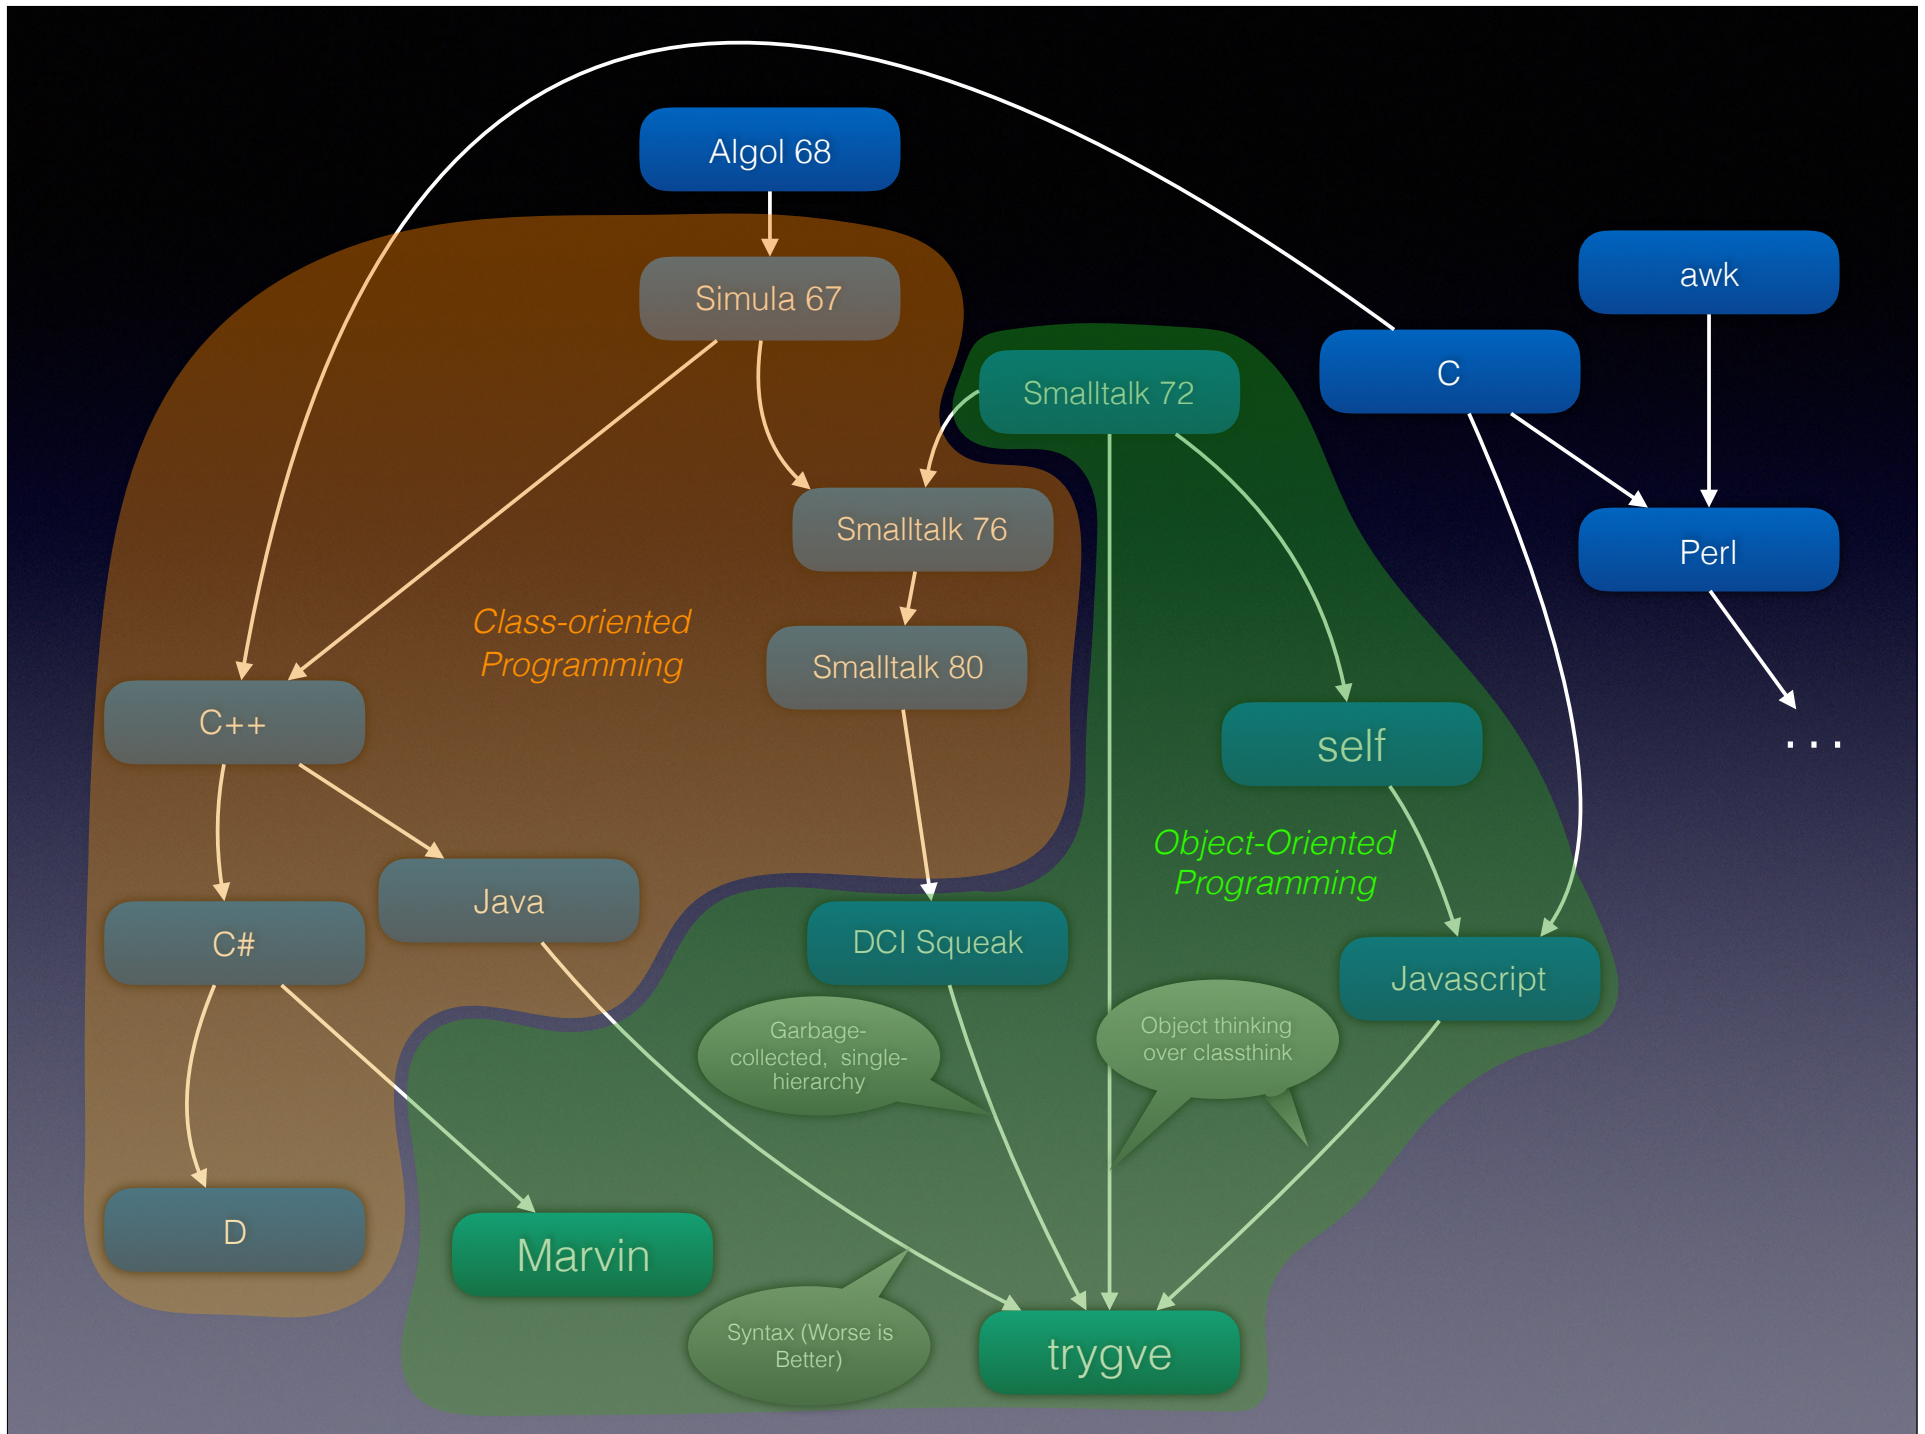 Algol 68
awk
Simula 67
C
Smalltalk 72
Smalltalk 76
Perl
Class-oriented
Programming
Smalltalk 80
C++
self
...
Object-Oriented
Programming
Java
C#
DCI Squeak
Javascript
Garbage-
collected, single-
hierarchy
Object thinking
over classthink
D
Marvin
Syntax (Worse is
Better)
trygve